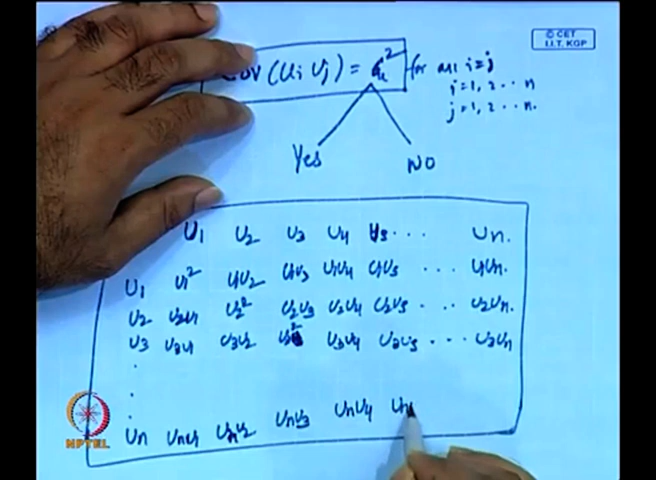 © CET
I.I.T. KGP
Cov (Ui Uj) = σu² for all i = j
i = 1, 2 ·· n
j = 1, 2 ·· n.
Yes NO
U1 U2 U3 U4 U5 ··· Un.
U1 U1² U1U2 U1U3 U1U4 U1U5 ··· U1Un.
U2 U2U1 U2² U2U3 U2U4 U2U5 ·· U2Un.
U3 U3U1 U3U2 U3² U3U4 U3U5 ··· U3Un
Un UnU1 UnU2 UnU3 UnU4
NPTEL